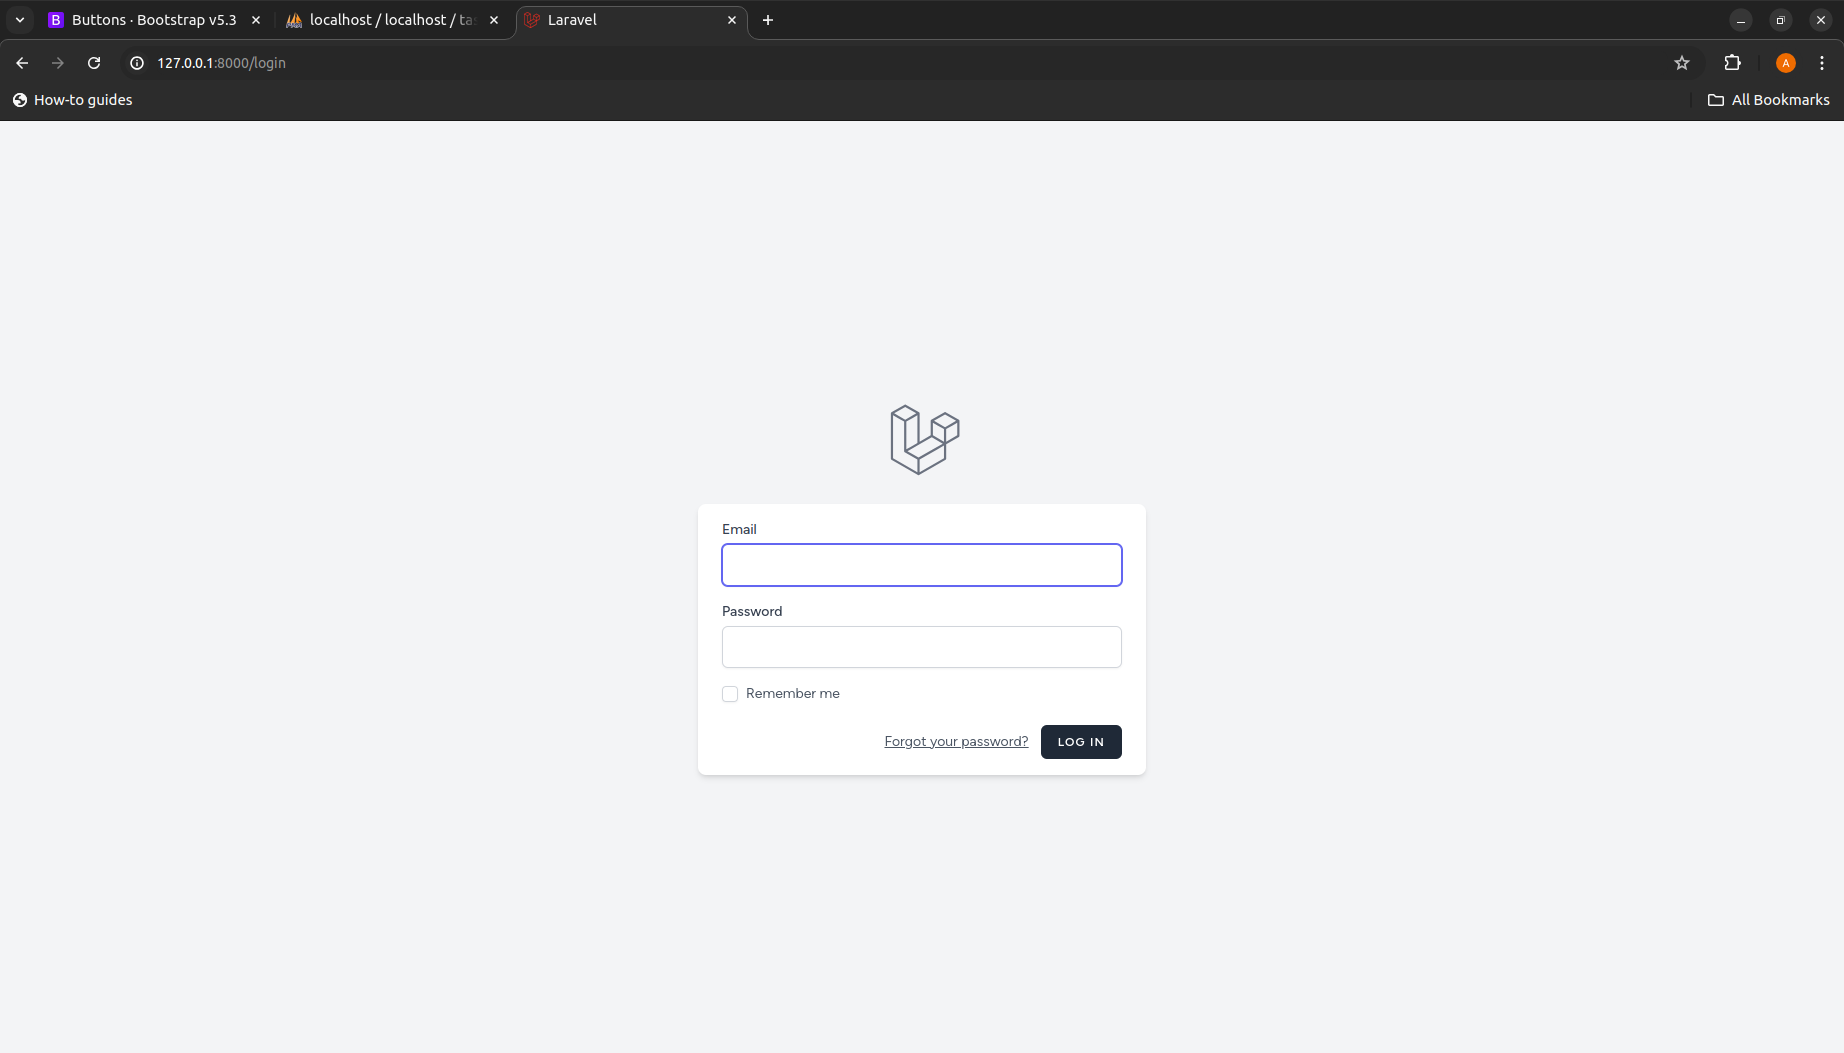 Buttons · Bootstrap v5.3
localhost / localhost / tas
Laravel
127.0.0.1:8000/login
A
How-to guides
All Bookmarks
Email
Password
Remember me
Forgot your password?
LOG IN